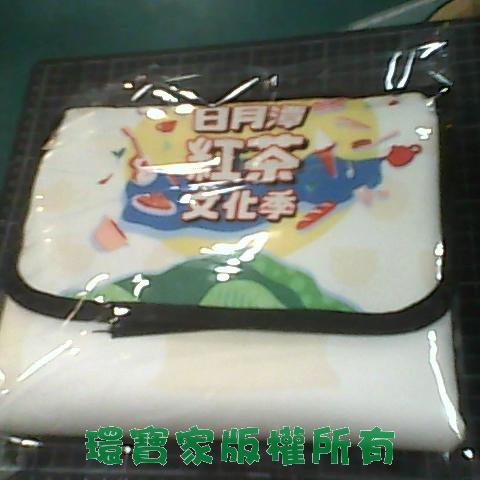 日月潭
紅茶
文化季
環寶家版權所有